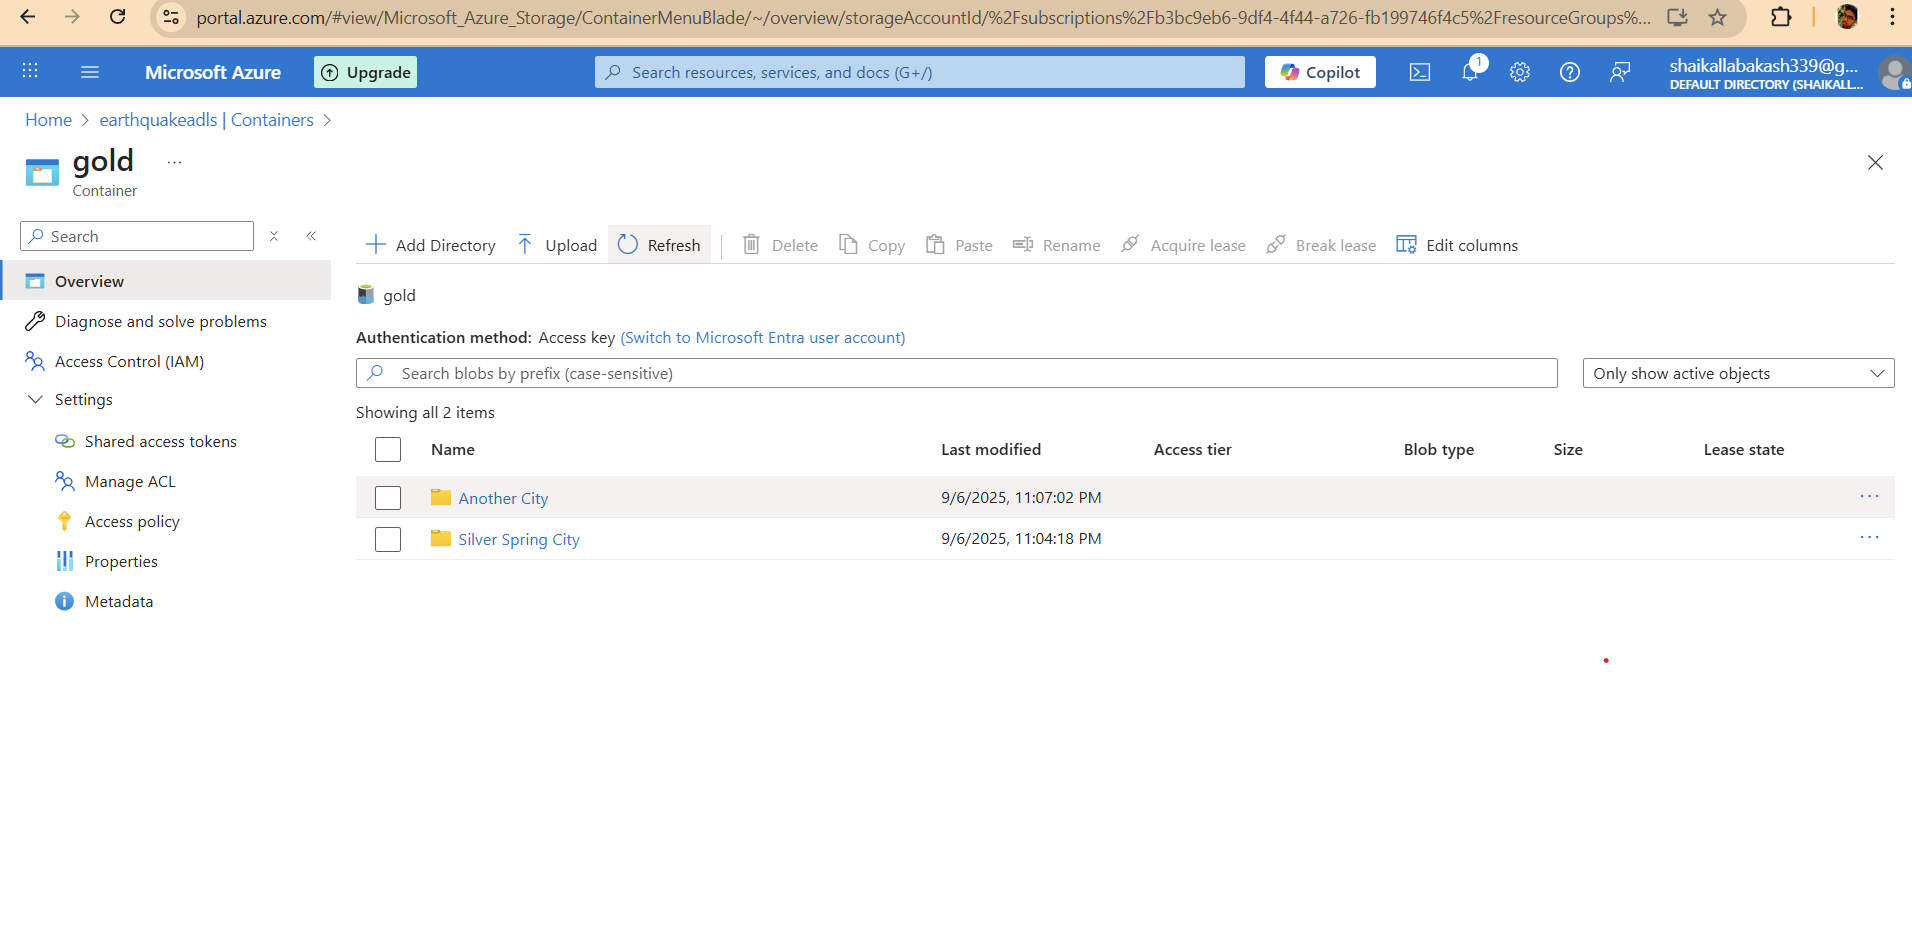 portal.azure.com/#view/Microsoft_Azure_Storage/ContainerMenuBlade/~/overview/storageAccountId/%2Fsubscriptions%2Fb3bc9eb6-9df4-4f44-a726-fb199746f4c5%2FresourceGroups%...
Microsoft Azure
Upgrade
Search resources, services, and docs (G+/)
Copilot
1
shaikallabakash339@g...
DEFAULT DIRECTORY (SHAIKALL...
Home > earthquakeadls | Containers >
gold ...
Container
Search
Add Directory Upload Refresh Delete Copy Paste Rename Acquire lease Break lease Edit columns
Overview
Diagnose and solve problems
Access Control (IAM)
Settings
Shared access tokens
Manage ACL
Access policy
Properties
Metadata
gold
Authentication method: Access key (Switch to Microsoft Entra user account)
Search blobs by prefix (case-sensitive)
Only show active objects
Showing all 2 items
Name Last modified Access tier Blob type Size Lease state
Another City 9/6/2025, 11:07:02 PM ...
Silver Spring City 9/6/2025, 11:04:18 PM ...